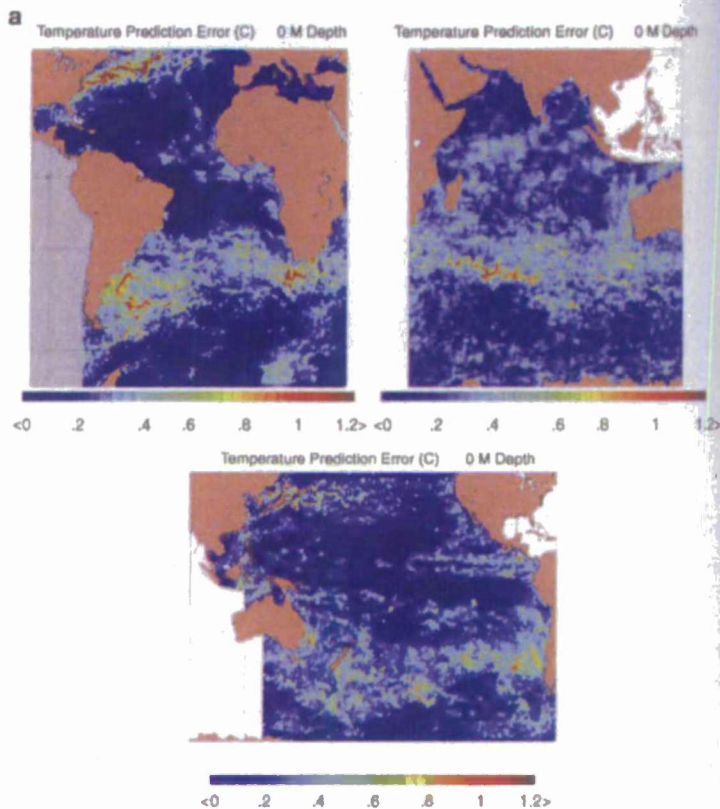 a
Temperature Prediction Error (C) 0 M Depth
Temperature Prediction Error (C) 0 M Depth
<0 .2 .4 .6 .8 1 1.2>
<0 .2 .4 .6 .8 1 1.2>
Temperature Prediction Error (C) 0 M Depth
<0 .2 .4 .6 .8 1 1.2>